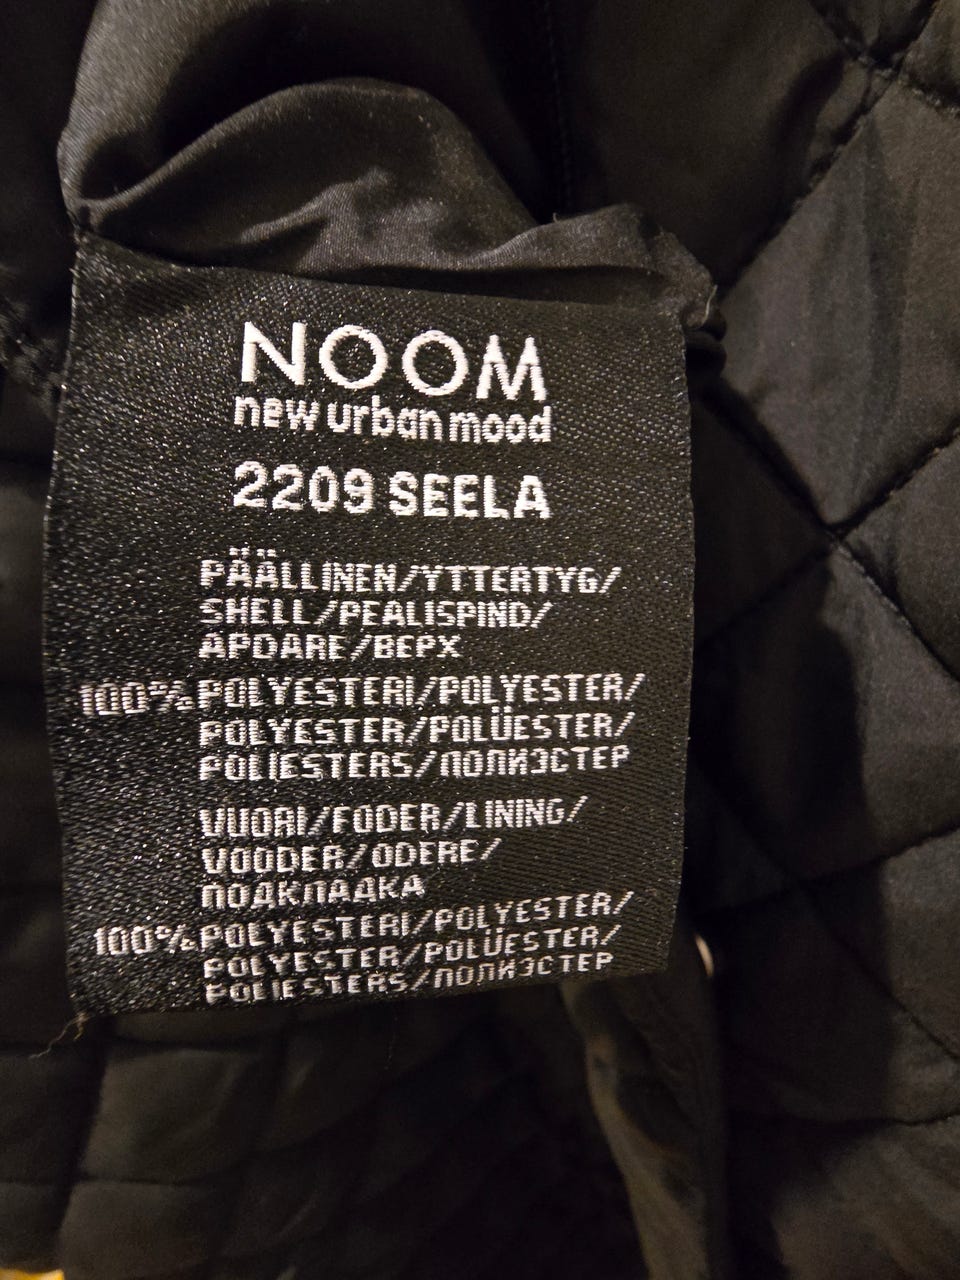 NOOM
new urban mood
2209 SEELA
PÄÄLLINEN/YTTERTYG/
SHELL/PEALISPIND/
APDARE/ВЕРХ
100% POLYESTERI/POLYESTER/
POLYESTER/POLÜESTER/
POLIESTERS/ПОЛИЭСТЕР
VUORI/FODER/LINING/
VOODER/ODERE/
ПОДКЛАДКА
100% POLYESTERI/POLYESTER/
POLYESTER/POLÜESTER/
POLIESTERS/ПОЛИЭСТЕР